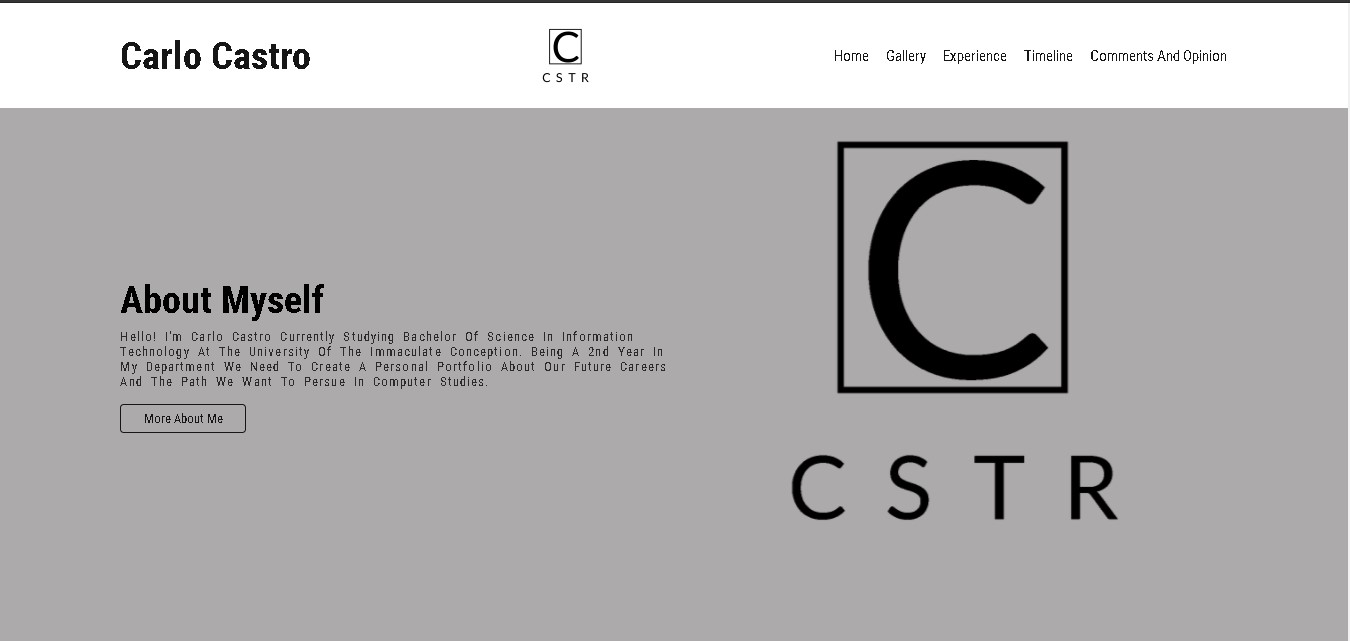 Carlo Castro
C
CSTR
Home Gallery Experience Timeline Comments And Opinion
About Myself
Hello! I'm Carlo Castro Currently Studying Bachelor Of Science In Information
Technology At The University Of The Immaculate Conception. Being A 2nd Year In
My Department We Need To Create A Personal Portfolio About Our Future Careers
And The Path We Want To Persue In Computer Studies.
More About Me
C
CSTR